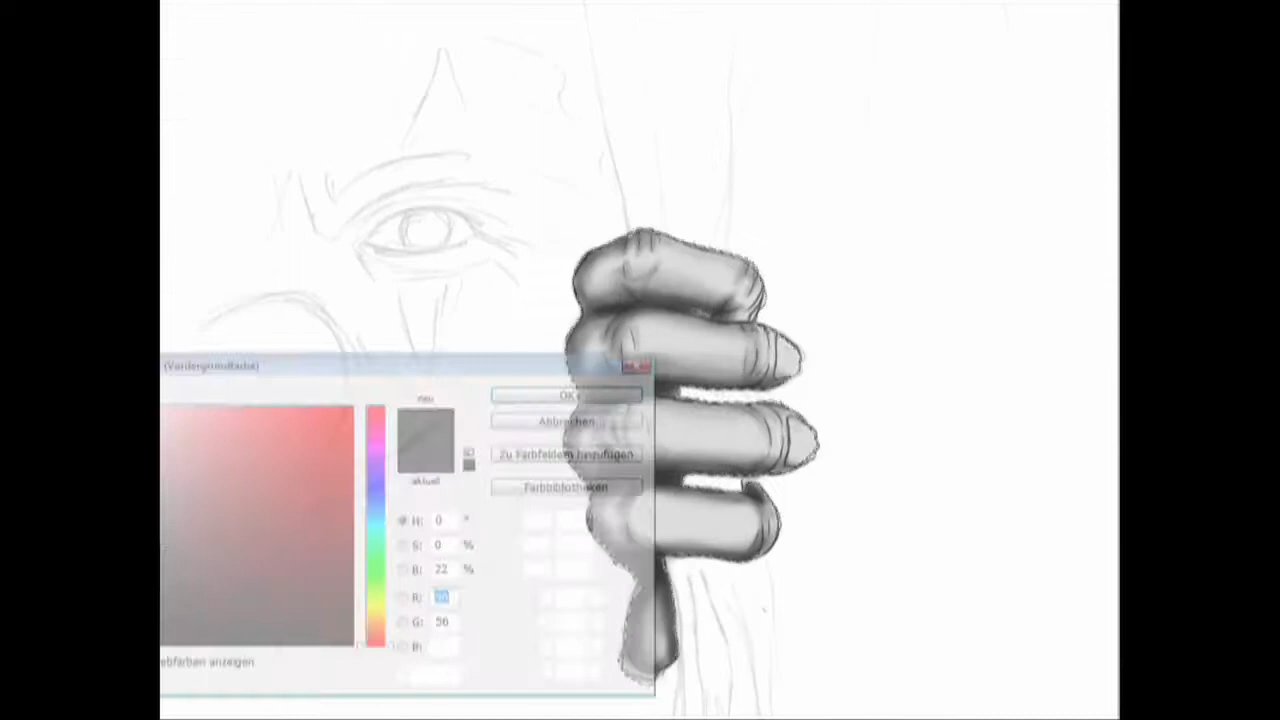 (Vordergrundfarbe)
neu
OK
Abbrechen
aktuell
Zu Farbfeldern hinzufügen
Farbbibliotheken
H: 0 °
S: 0 %
B: 22 %
R:
G: 56
B:
ebfarben anzeigen